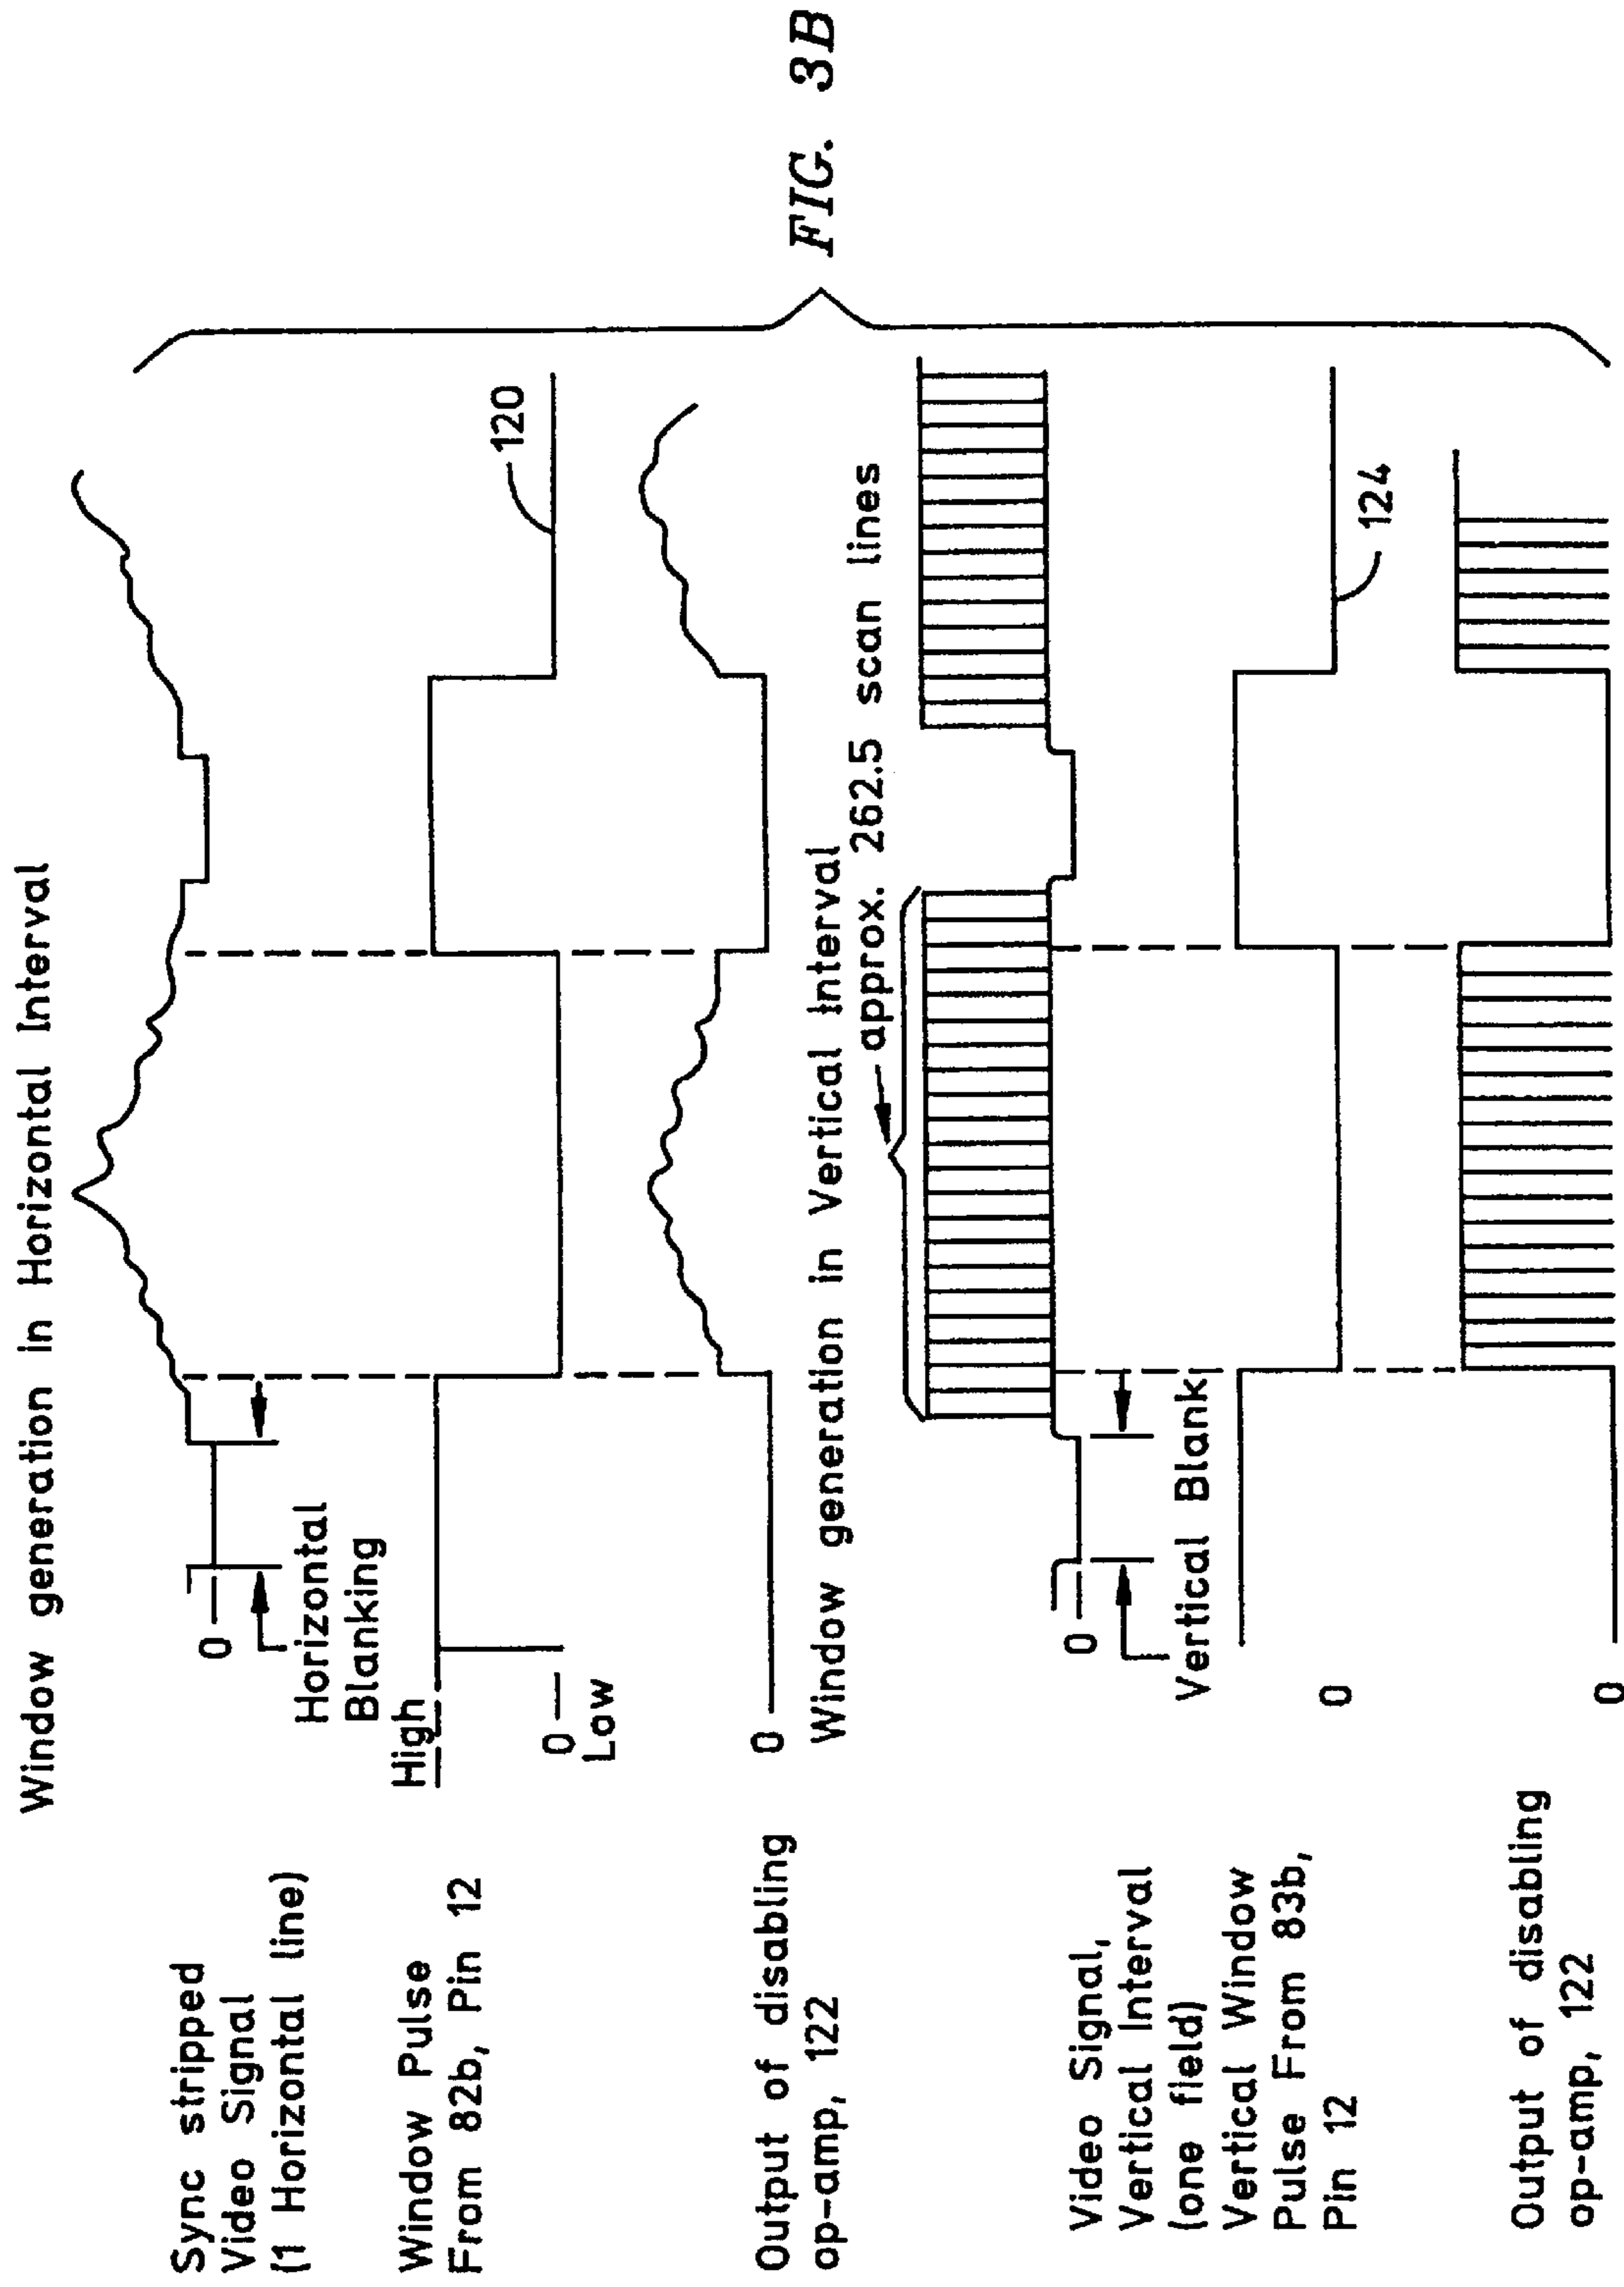 Window generation in Horizontal Interval
Sync stripped
Video Signal
(1 Horizontal line)
0
Horizontal
Blanking
Window Pulse
From 82b, Pin 12
High
0
Low
120
Output of disabling
op-amp, 122
0
Window generation in Vertical Interval
approx. 262.5 scan lines
Video Signal,
Vertical Interval
(one field)
0
Vertical Blank
Vertical Window
Pulse From 83b,
Pin 12
0
124
Output of disabling
op-amp, 122
0
FIG. 3B